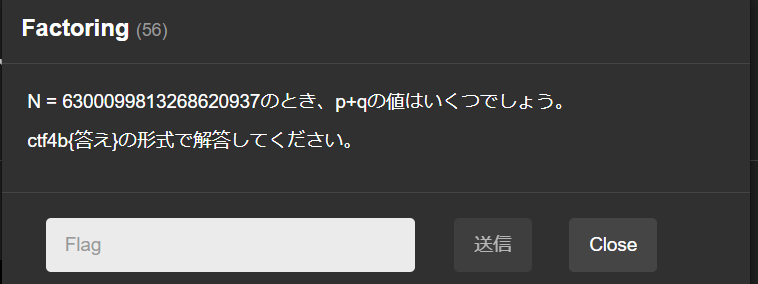 Factoring (56)
N = 6300099813268620937のとき、p+qの値はいくつでしょう。
ctf4b{答え}の形式で解答してください。
Flag
送信
Close